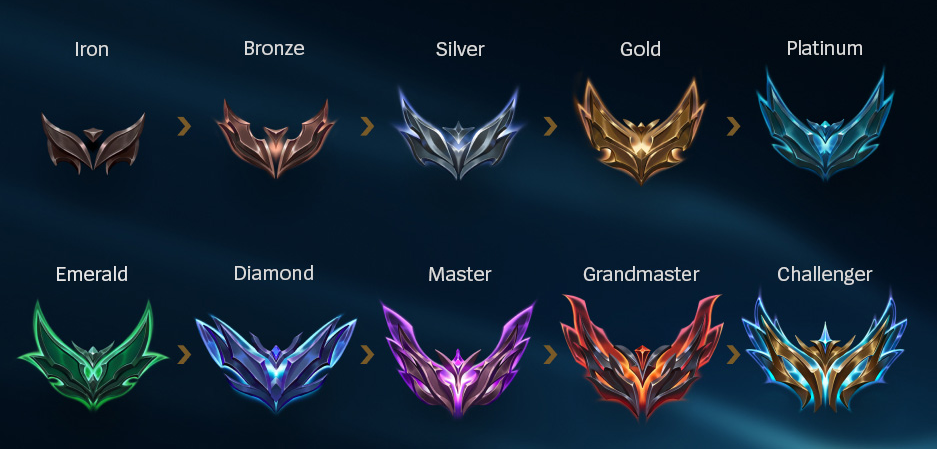 Iron
Bronze
Silver
Gold
Platinum
Emerald
Diamond
Master
Grandmaster
Challenger